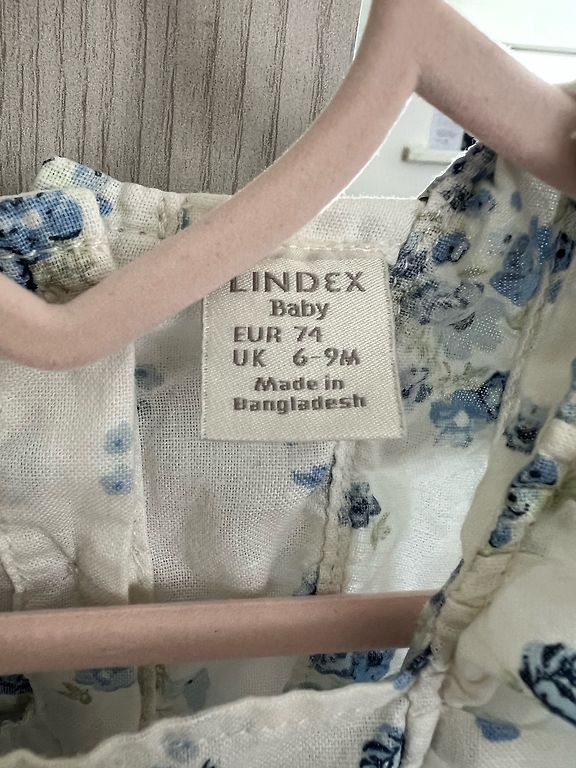 LINDEX
Baby
EUR 74
UK 6-9M
Made in
Bangladesh